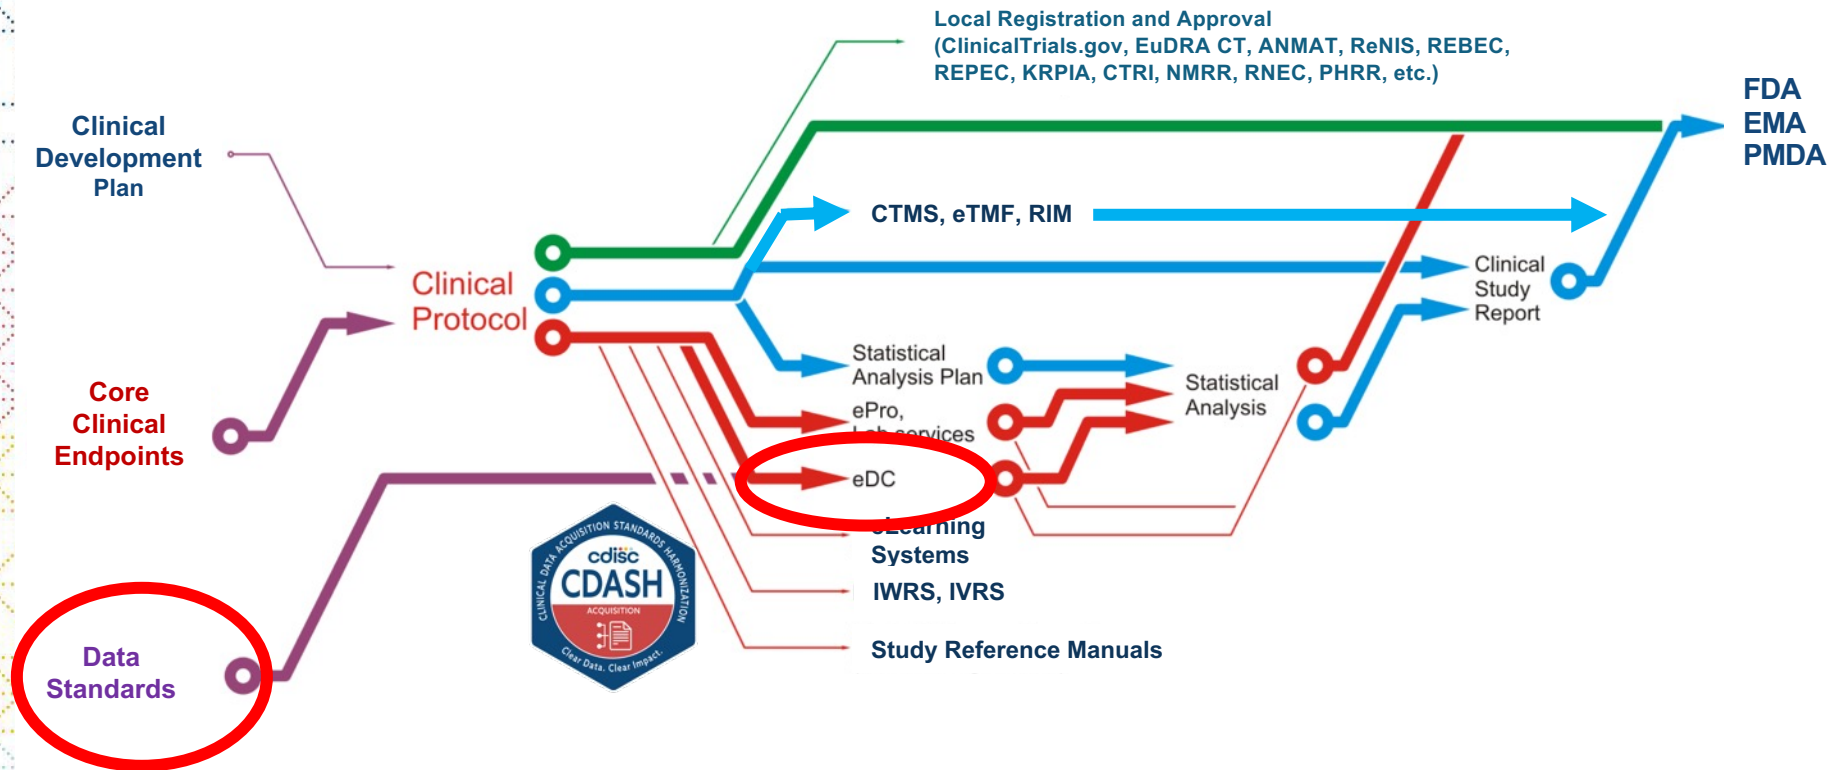 Local Registration and Approval
(ClinicalTrials.gov, EuDRA CT, ANMAT, ReNIS, REBEC,
REPEC, KRPIA, CTRI, NMRR, RNEC, PHRR, etc.)
FDA
EMA
PMDA
Clinical
Development
Plan
CTMS, eTMF, RIM
Clinical
Protocol
Clinical
Study
Report
Statistical
Analysis Plan
Statistical
Analysis
Core
Clinical
Endpoints
ePro,
Lab services
eDC
eLearning
Systems
IWRS, IVRS
Study Reference Manuals
CLINICAL DATA ACQUISITION STANDARDS HARMONIZATION
cdisc
CDASH
ACQUISITION
Clear Data. Clear Impact.
Data
Standards